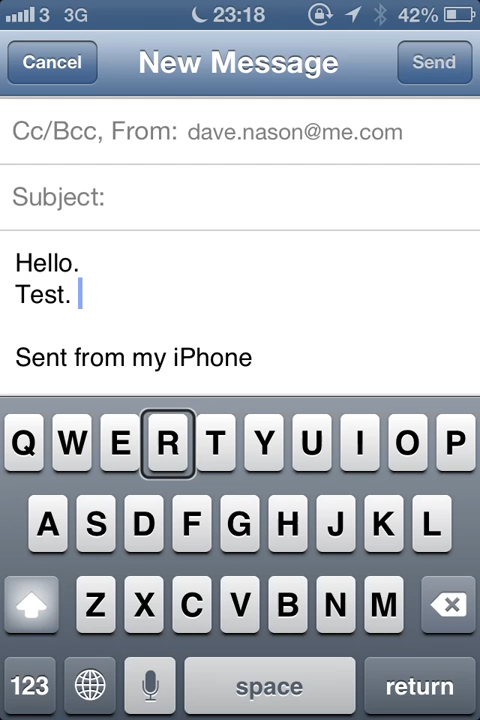 3 3G 23:18 42%
Cancel New Message Send
Cc/Bcc, From: dave.nason@me.com
Subject:
Hello.
Test.
Sent from my iPhone
Q W E R T Y U I O P
A S D F G H J K L
Z X C V B N M
123 space return